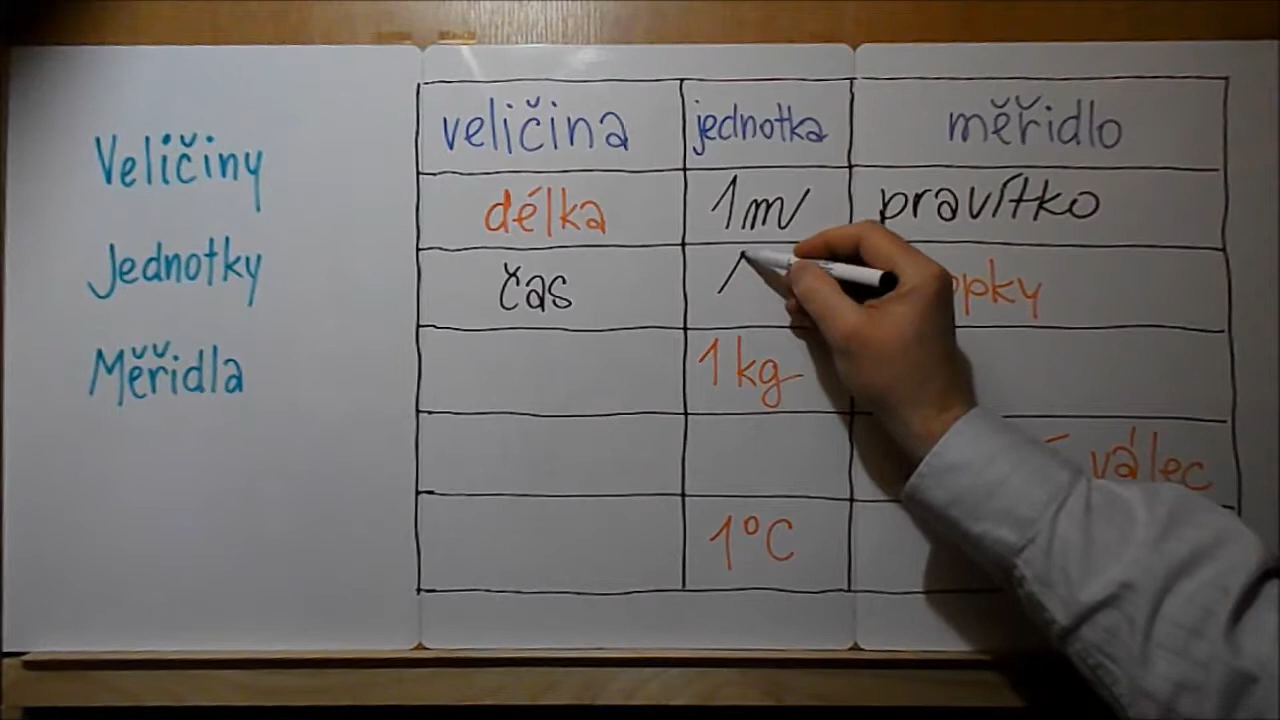 Veličiny
Jednotky
Měřidla
veličina jednotka měřidlo
délka 1m pravítko
čas
1kg
válec
1°C